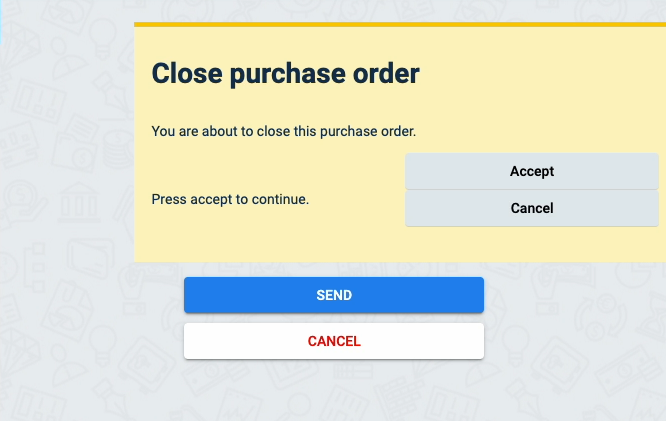 Close purchase order
You are about to close this purchase order.
Accept
Press accept to continue.
Cancel
SEND
CANCEL